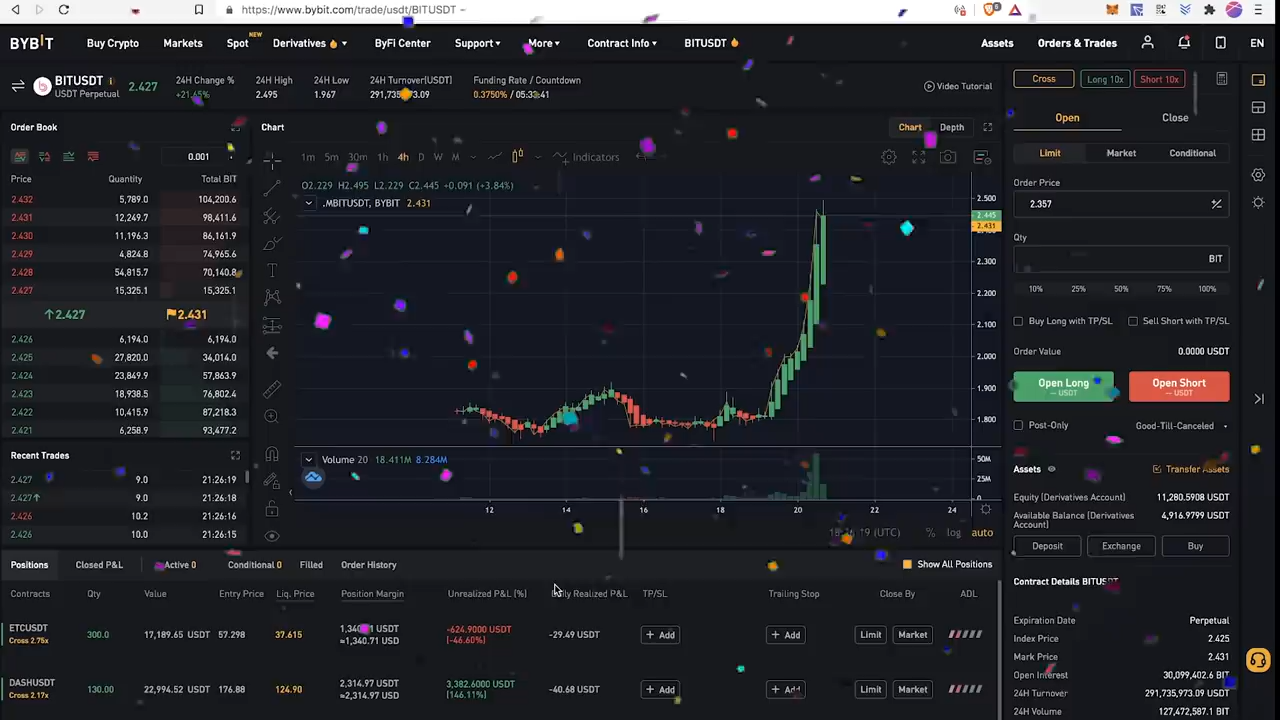 https://www.bybit.com/trade/usdt/BITUSDT
BYBIT Buy Crypto Markets Spot NEW Derivatives ByFi Center Support More Contract Info BITUSDT Assets Orders & Trades EN
BITUSDT
USDT Perpetual
2.427
24H Change %
24H High
2.495
24H Low
1.967
24H Turnover(USDT)
Funding Rate / Countdown
0.3750% /
Video Tutorial
Order Book
0.001
Price Quantity Total BIT
2.432 5,789.0 104,200.6
2.431 12,249.7 98,411.6
2.430 11,196.3 86,161.9
2.429 4,824.8 74,965.6
2.428 54,815.7 70,140.8
2.427 15,325.1 15,325.1
↑2.427 2.431
2.426 6,194.0 6,194.0
2.425 27,820.0 34,014.0
2.424 23,849.9 57,863.9
2.423 18,938.5 76,802.4
2.422 10,415.9 87,218.3
2.421 6,258.9 93,477.2
Recent Trades
2.427 9.0 21:26:19
2.427↑ 9.0 21:26:18
2.426 10.2 21:26:16
2.426 10.0 21:26:15
Chart
Chart Depth
1m 5m 30m 1h 4h D W M Indicators
O2.229 H2.495 L2.229 C2.445 +0.091 (+3.84%)
.MBITUSDT, BYBIT 2.431
2.500
2.445
2.431
2.300
2.200
2.100
2.000
1.900
1.800
Volume 20 18.411M 8.284M
50M
25M
0
12 14 16 18 20 22 24
(UTC) % log auto
Cross Long 10x Short 10x
Open Close
Limit Market Conditional
Order Price
2.357
Qty
BIT
10% 25% 50% 75% 100%
Buy Long with TP/SL Sell Short with TP/SL
Order Value 0.0000 USDT
Open Long
-- USDT
Open Short
-- USDT
Post-Only Good-Till-Canceled
Assets Transfer Assets
Equity (Derivatives Account) 11,280.5908 USDT
Available Balance (Derivatives Account) 4,916.9799 USDT
Deposit Exchange Buy
Contract Details BITUSDT
Expiration Date Perpetual
Index Price 2.425
Mark Price 2.431
Open Interest 30,099,402.6 BIT
24H Turnover 291,735,973.09 USDT
24H Volume 127,472,587.1 BIT
Positions Closed P&L Active 0 Conditional 0 Filled Order History Show All Positions
Contracts Qty Value Entry Price Liq. Price Position Margin Unrealized P&L (%) Daily Realized P&L TP/SL Trailing Stop Close By ADL
ETCUSDT
Cross 2.75x
300.0 17,189.65 USDT 57.298 37.615
≈1,340.71 USD
-624.9000 USDT
(-46.60%)
-29.49 USDT + Add + Add Limit Market
DASHUSDT
Cross 2.17x
130.00 22,994.52 USDT 176.88 124.90
2,314.97 USDT
≈2,314.97 USD
3,382.6000 USDT
(146.11%)
-40.68 USDT + Add + Add Limit Market